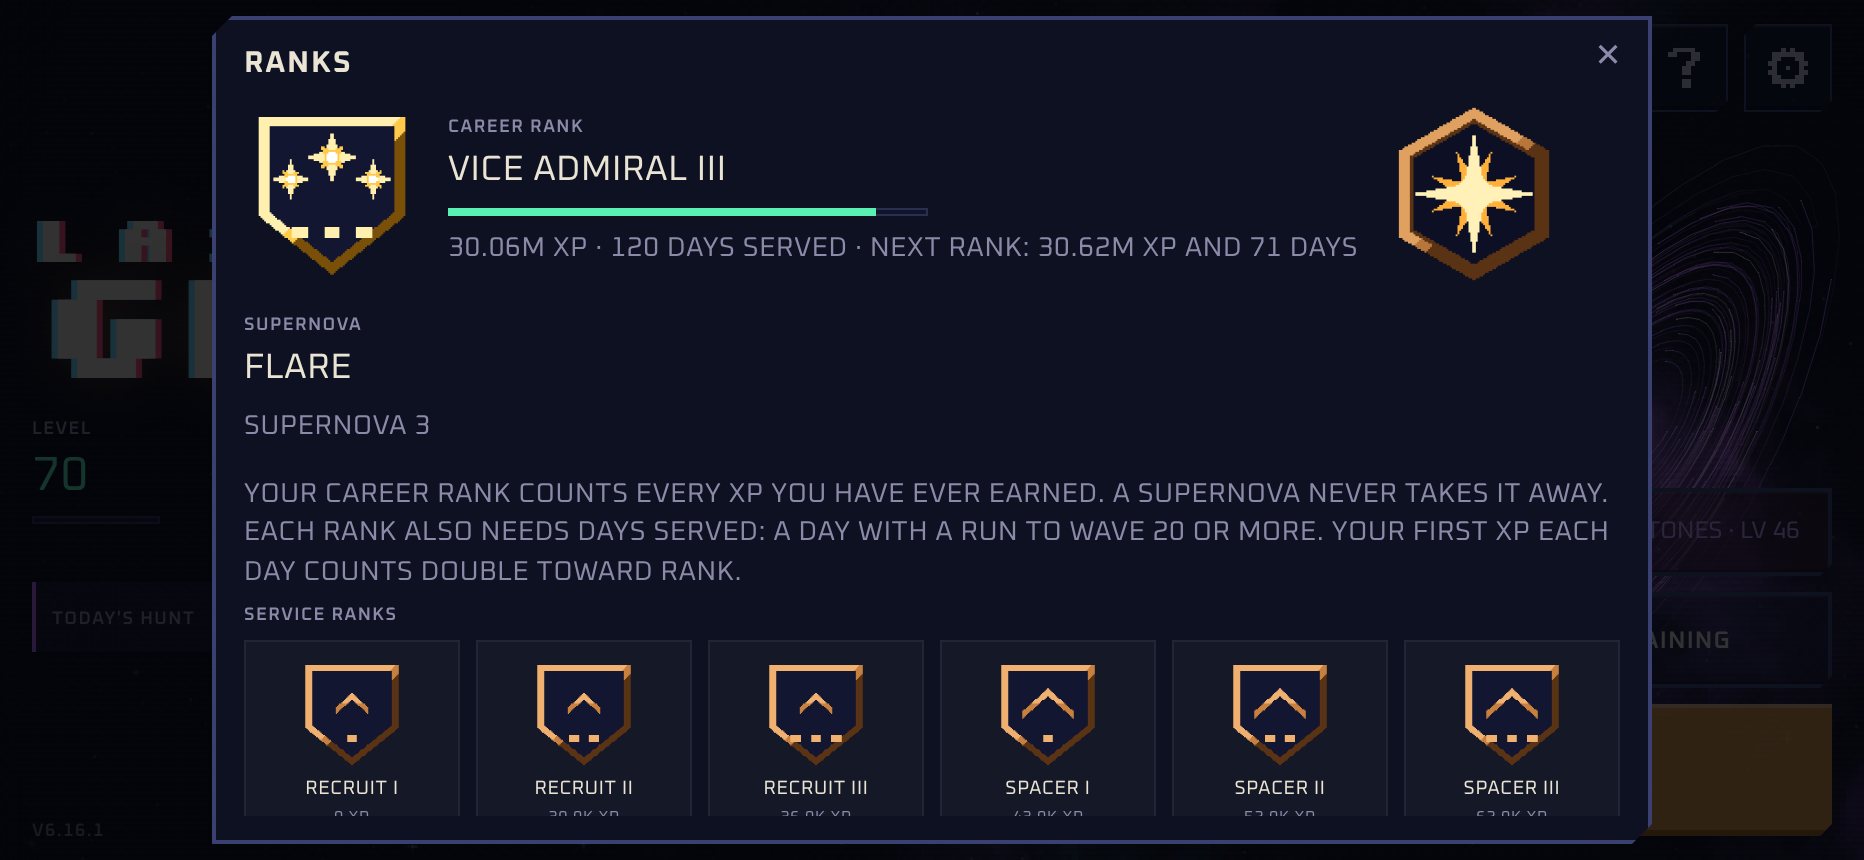 RANKS
CAREER RANK
VICE ADMIRAL III
30.06M XP · 120 DAYS SERVED · NEXT RANK: 30.62M XP AND 71 DAYS
SUPERNOVA
FLARE
SUPERNOVA 3
YOUR CAREER RANK COUNTS EVERY XP YOU HAVE EVER EARNED. A SUPERNOVA NEVER TAKES IT AWAY.
EACH RANK ALSO NEEDS DAYS SERVED: A DAY WITH A RUN TO WAVE 20 OR MORE. YOUR FIRST XP EACH
DAY COUNTS DOUBLE TOWARD RANK.
SERVICE RANKS
RECRUIT I
RECRUIT II
RECRUIT III
SPACER I
SPACER II
SPACER III
0 XP
?
LEVEL
70
TODAY'S HUNT
LV 46
V6.16.1